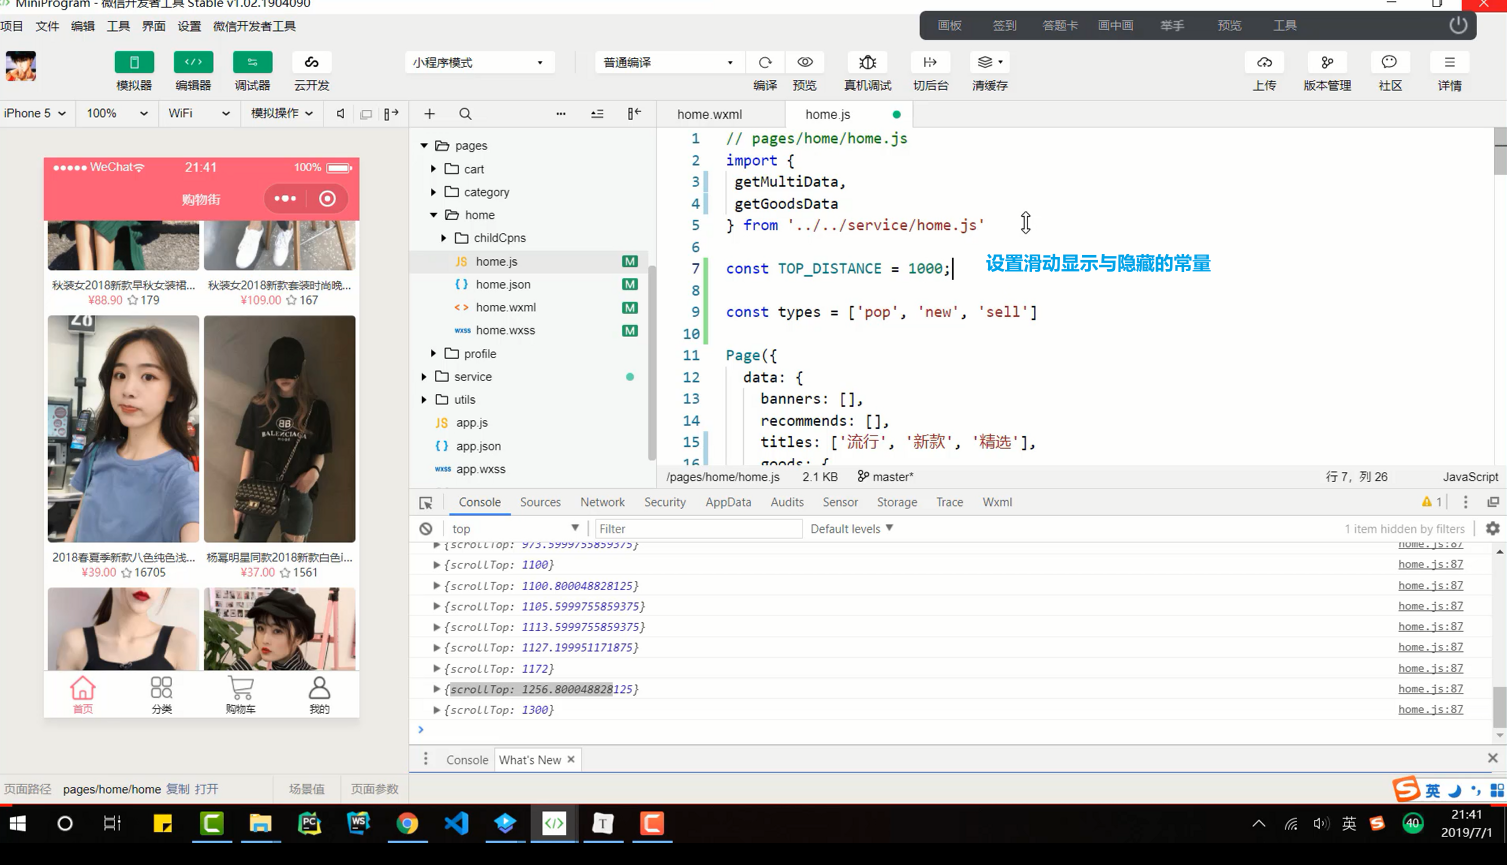 MiniProgram - 微信开发者工具 Stable v1.02.1904090
项目 文件 编辑 工具 界面 设置 微信开发者工具
画板 签到 答题卡 画中画 举手 预览 工具
小程序模式 普通编译
模拟器 编辑器 调试器 云开发 编译 预览 真机调试 切后台 清缓存 上传 版本管理 社区 详情
iPhone 5 100% WiFi 模拟操作
WeChat 21:41 100%
购物街
秋装女2018新款早秋女装裙... 秋装女2018新款套装时尚晚...
¥88.90 179 ¥109.00 167
BB
BALENCIAGA
2018春夏季新款八色纯色浅... 杨幂明星同款2018新款白色i...
¥39.00 16705 ¥37.00 1561
首页 分类 购物车 我的
页面路径 pages/home/home 复制 打开 场景值 页面参数
pages
cart
category
home
childCpns
JS home.js M
{ } home.json M
<> home.wxml M
wxss home.wxss M
profile
service
utils
JS app.js
{ } app.json
wxss app.wxss
home.wxml home.js
1 // pages/home/home.js
2 import {
3 getMultiData,
4 getGoodsData
5 } from '../../service/home.js'
6
7 const TOP_DISTANCE = 1000; 设置滑动显示与隐藏的常量
8
9 const types = ['pop', 'new', 'sell']
10
11 Page({
12 data: {
13 banners: [],
14 recommends: [],
15 titles: ['流行', '新款', '精选'],
16 goods: {
/pages/home/home.js 2.1 KB master* 行 7，列 26 JavaScript
Console Sources Network Security AppData Audits Sensor Storage Trace Wxml 1
top Filter Default levels 1 item hidden by filters
{scrollTop: 973.5999755859375} home.js:87
{scrollTop: 1100} home.js:87
{scrollTop: 1100.800048828125} home.js:87
{scrollTop: 1105.5999755859375} home.js:87
{scrollTop: 1113.5999755859375} home.js:87
{scrollTop: 1127.199951171875} home.js:87
{scrollTop: 1172} home.js:87
{scrollTop: 1256.800048828125} home.js:87
{scrollTop: 1300} home.js:87
Console What's New
英
PC WS T 英 40 21:41
2019/7/1